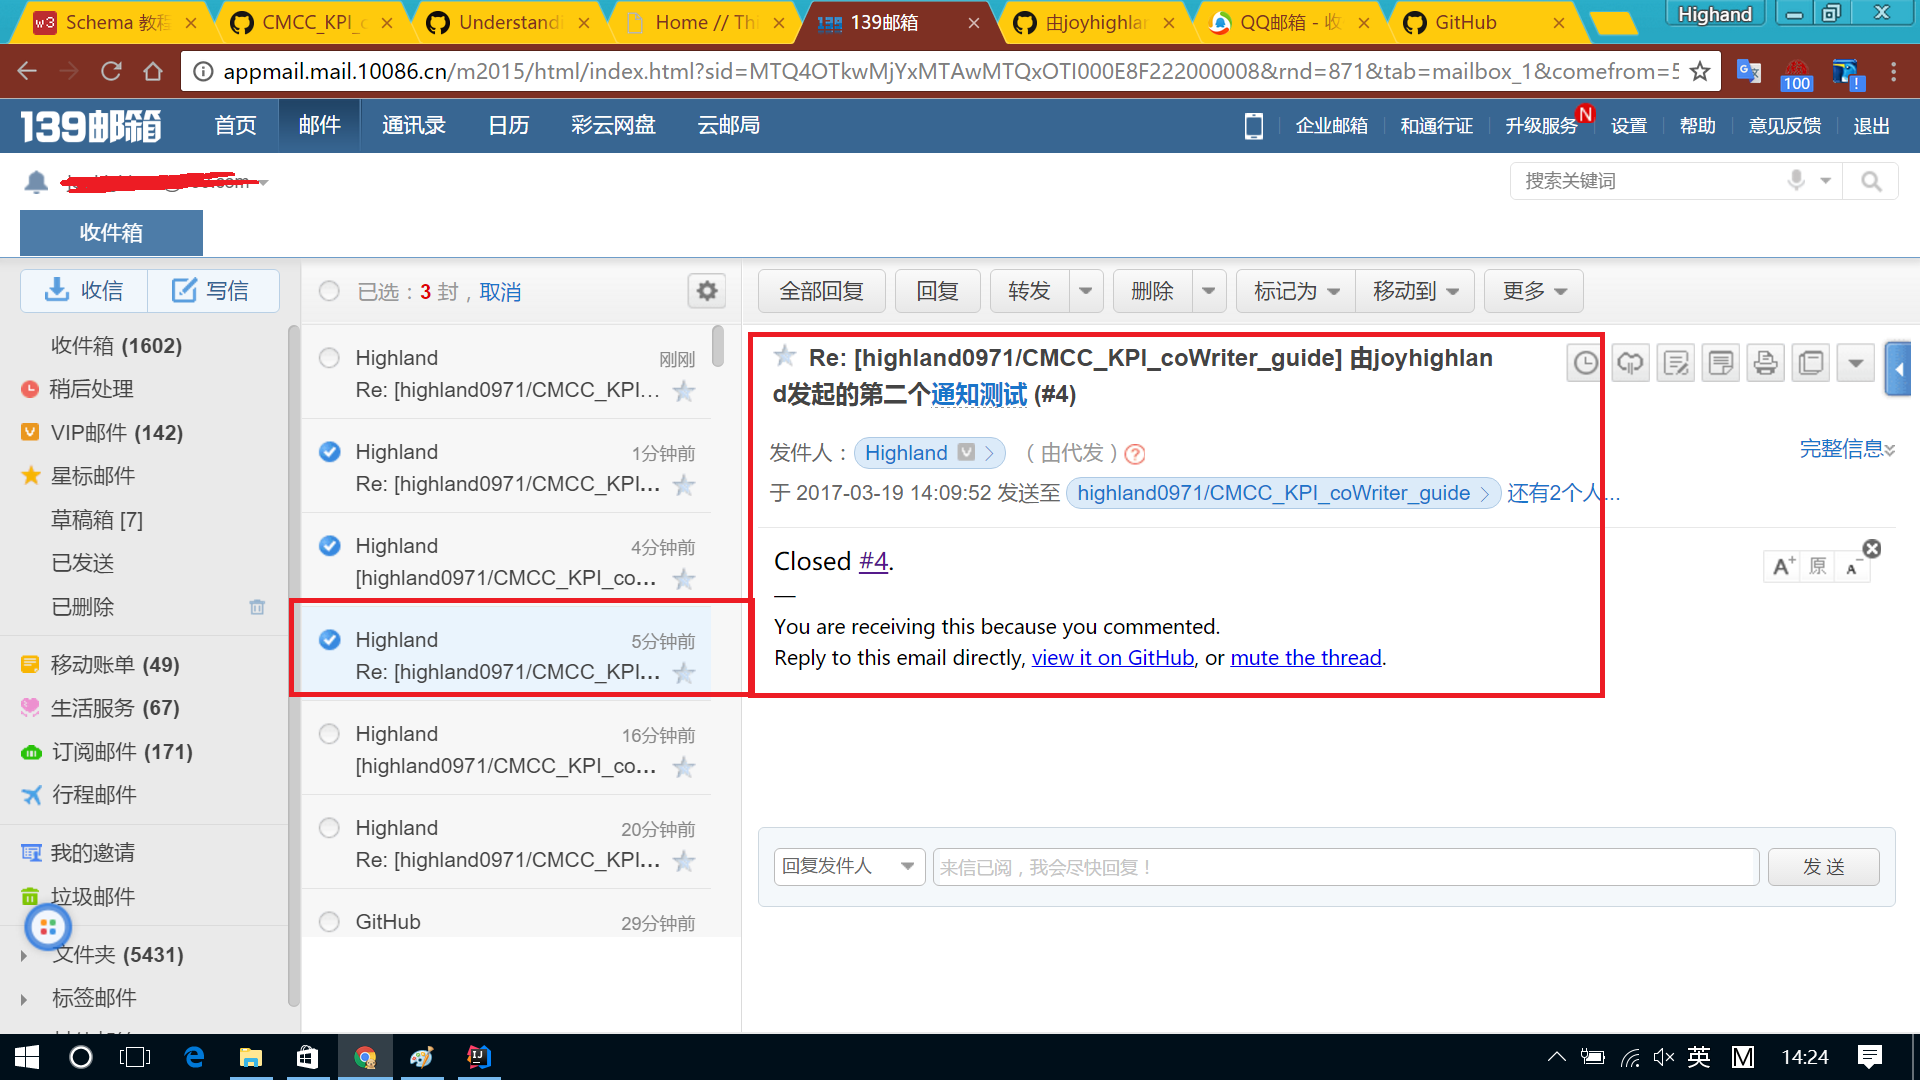 Schema 教程
CMCC_KPI_c
Understandi
Home // Th
139邮箱
由joyhighlan
QQ邮箱 - 收
GitHub
Highand
appmail.mail.10086.cn/m2015/html/index.html?sid=MTQ4OTkwMjYxMTAwMTQxOTI000E8F222000008&rnd=871&tab=mailbox_1&comefrom=5
100
139邮箱
首页
邮件
通讯录
日历
彩云网盘
云邮局
企业邮箱
和通行证
升级服务
N
设置
帮助
意见反馈
退出
搜索关键词
收件箱
收信
写信
已选：3 封，取消
全部回复
回复
转发
删除
标记为
移动到
更多
收件箱 (1602)
稍后处理
VIP邮件 (142)
星标邮件
草稿箱 [7]
已发送
已删除
移动账单 (49)
生活服务 (67)
订阅邮件 (171)
行程邮件
我的邀请
垃圾邮件
文件夹 (5431)
标签邮件
Highland 刚刚
Re: [highland0971/CMCC_KPI...
Highland 1分钟前
Re: [highland0971/CMCC_KPI...
Highland 4分钟前
[highland0971/CMCC_KPI_co...
Highland 5分钟前
Re: [highland0971/CMCC_KPI...
Highland 16分钟前
[highland0971/CMCC_KPI_co...
Highland 20分钟前
Re: [highland0971/CMCC_KPI...
GitHub 29分钟前
Re: [highland0971/CMCC_KPI_coWriter_guide] 由joyhighlan
d发起的第二个通知测试 (#4)
发件人：Highland （由代发）
完整信息
于 2017-03-19 14:09:52 发送至 highland0971/CMCC_KPI_coWriter_guide 还有2个人...
Closed #4.
—
You are receiving this because you commented.
Reply to this email directly, view it on GitHub, or mute the thread.
A+ 原 A-
回复发件人
来信已阅，我会尽快回复！
发 送
英
M
14:24